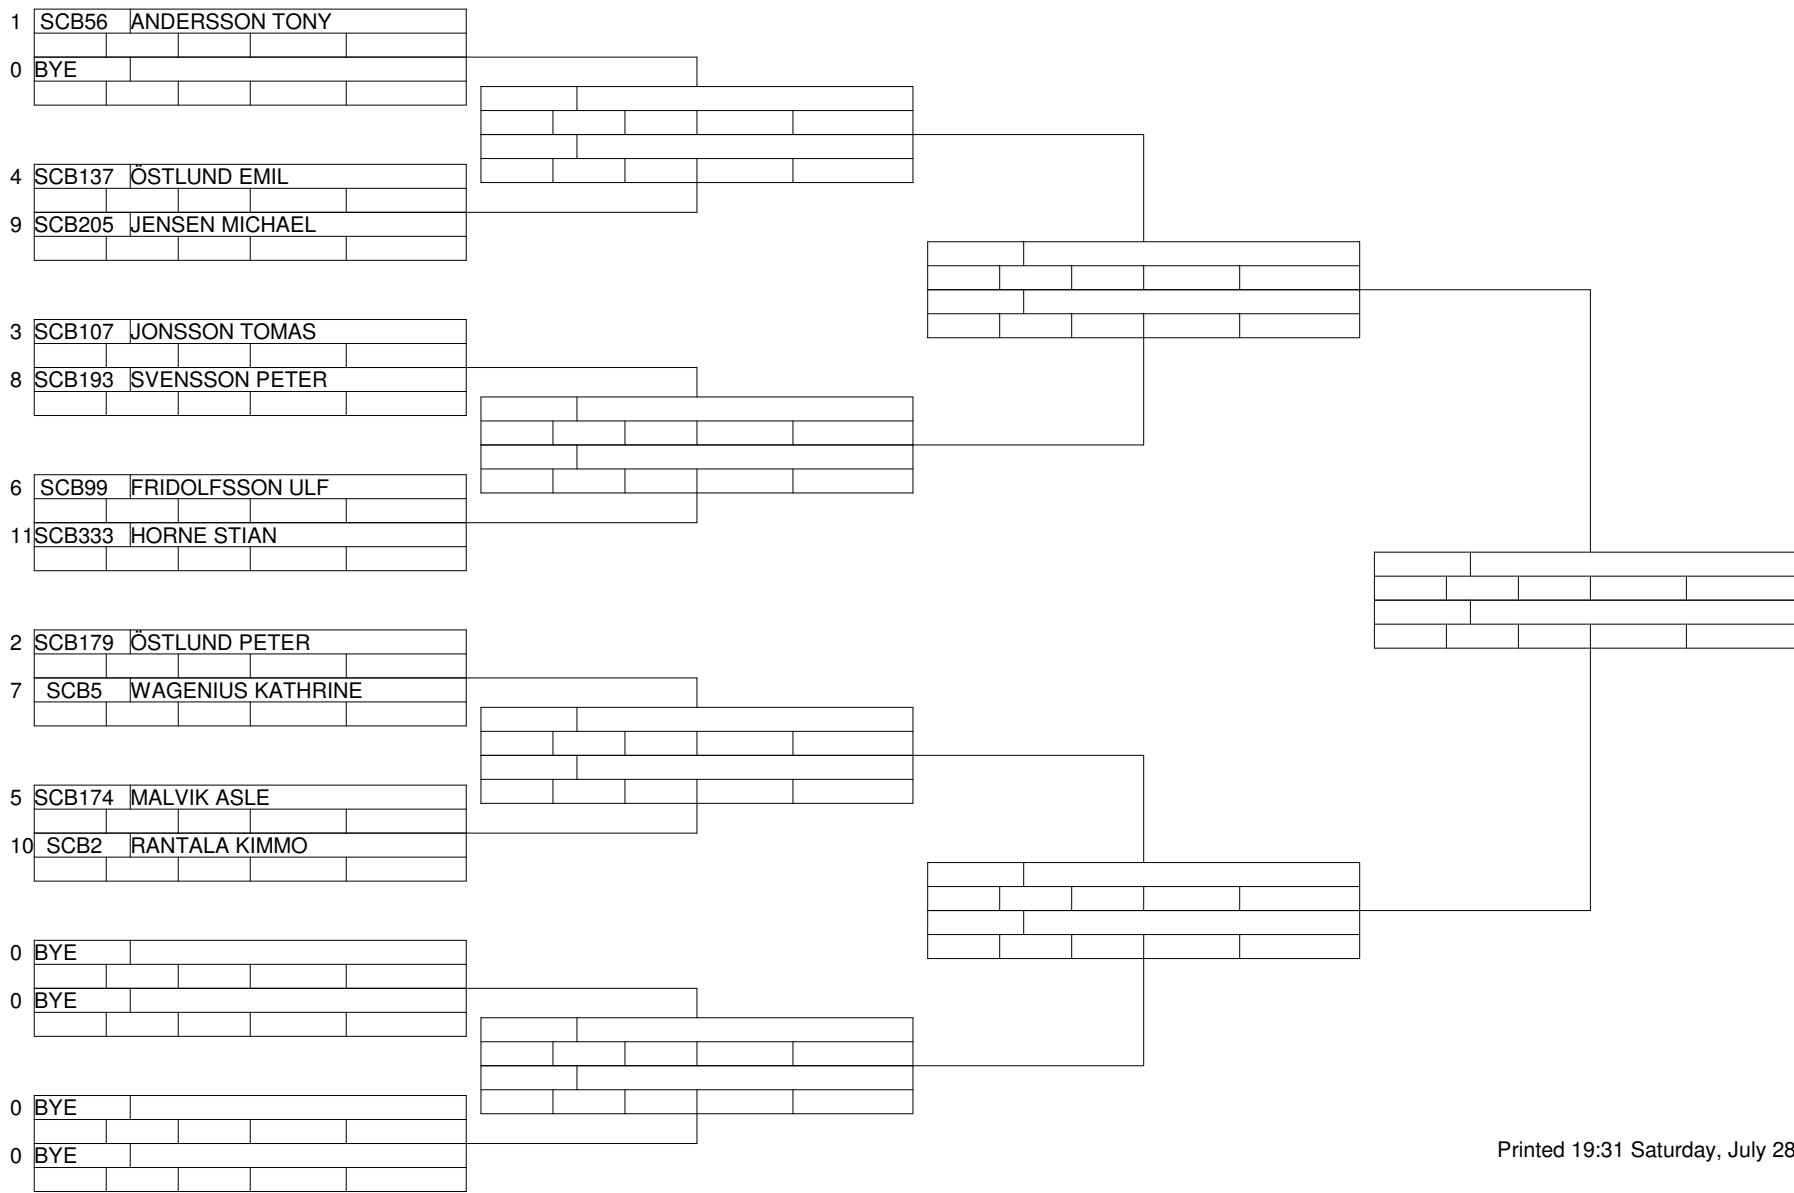 1 SCB56 ANDERSSON TONY
0 BYE
4 SCB137 ÖSTLUND EMIL
9 SCB205 JENSEN MICHAEL
3 SCB107 JONSSON TOMAS
8 SCB193 SVENSSON PETER
6 SCB99 FRIDOLFSSON ULF
11 SCB333 HORNE STIAN
2 SCB179 ÖSTLUND PETER
7 SCB5 WAGENIUS KATHRINE
5 SCB174 MALVIK ASLE
10 SCB2 RANTALA KIMMO
0 BYE
0 BYE
0 BYE
0 BYE
Printed 19:31 Saturday, July 28